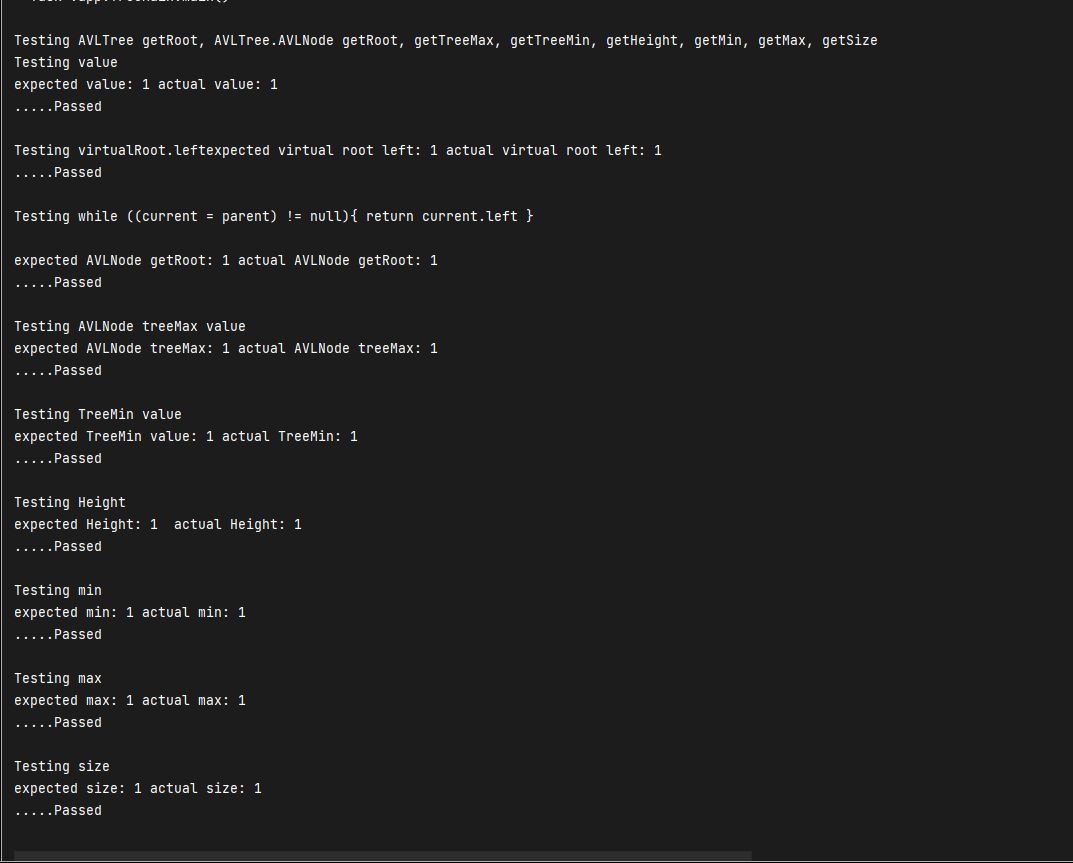 Testing AVLTree getRoot, AVLTree.AVLNode getRoot, getTreeMax, getTreeMin, getHeight, getMin, getMax, getSize
Testing value
expected value: 1 actual value: 1
.....Passed
Testing virtualRoot.leftexpected virtual root left: 1 actual virtual root left: 1
.....Passed
Testing while ((current = parent) != null){ return current.left }
expected AVLNode getRoot: 1 actual AVLNode getRoot: 1
.....Passed
Testing AVLNode treeMax value
expected AVLNode treeMax: 1 actual AVLNode treeMax: 1
.....Passed
Testing TreeMin value
expected TreeMin value: 1 actual TreeMin: 1
.....Passed
Testing Height
expected Height: 1  actual Height: 1
.....Passed
Testing min
expected min: 1 actual min: 1
.....Passed
Testing max
expected max: 1 actual max: 1
.....Passed
Testing size
expected size: 1 actual size: 1
.....Passed